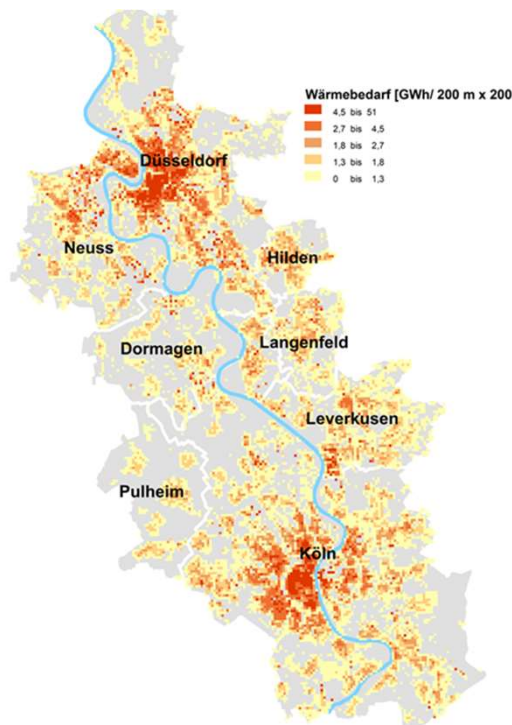 Wärmebedarf [GWh/ 200 m x 200
4,5 bis 51
2,7 bis 4,5
1,8 bis 2,7
1,3 bis 1,8
0 bis 1,3
Düsseldorf
Neuss
Hilden
Dormagen
Langenfeld
Leverkusen
Pulheim
Köln